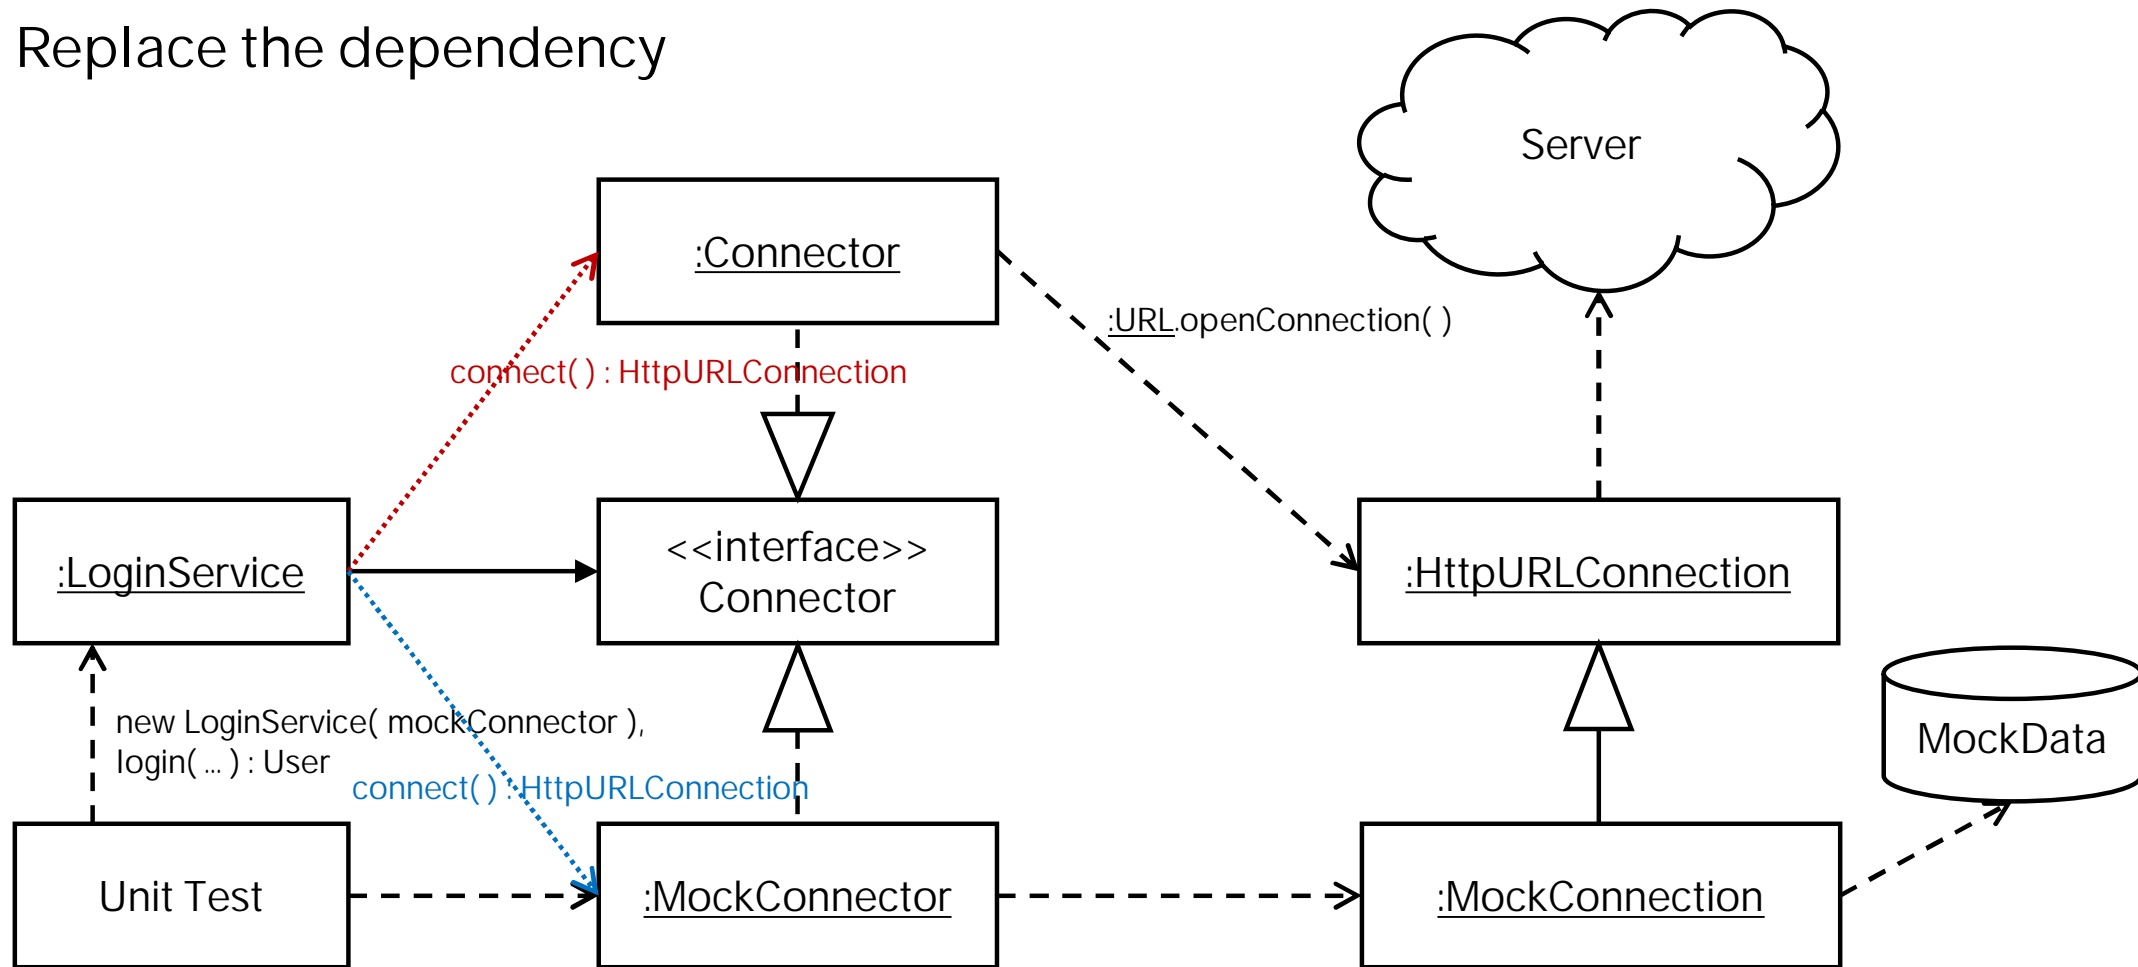 Replace the dependency
Server
:Connector
:URL.openConnection( )
connect( ) : HttpURLConnection
:LoginService
<<interface>>
Connector
:HttpURLConnection
new LoginService( mockConnector ),
login( ... ) : User
MockData
connect( ) : HttpURLConnection
Unit Test
:MockConnector
:MockConnection